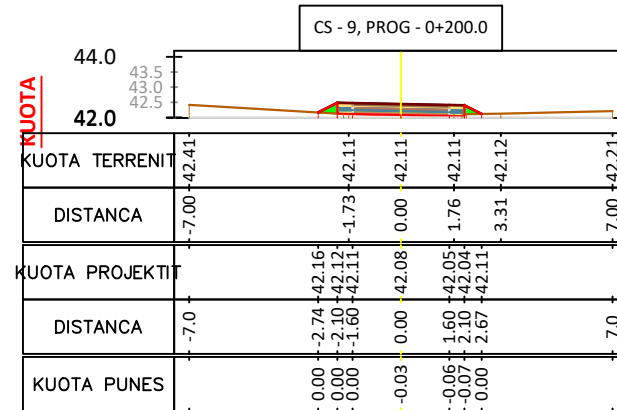 CS - 9, PROG - 0+200.0
KUOTA
44.0
43.5
43.0
42.5
42.0
KUOTA TERRENIT 42.41 42.11 42.11 42.11 42.12 42.21
DISTANCA -7.00 -1.73 0.00 1.76 3.31 7.00
KUOTA PROJEKTIT 42.16 42.12 42.11 42.08 42.05 42.04 42.11
DISTANCA -7.0 -2.74 -2.10 -1.60 0.00 1.60 2.10 2.67 7.0
KUOTA PUNES 0.00 0.00 0.00 -0.03 -0.06 -0.07 0.00